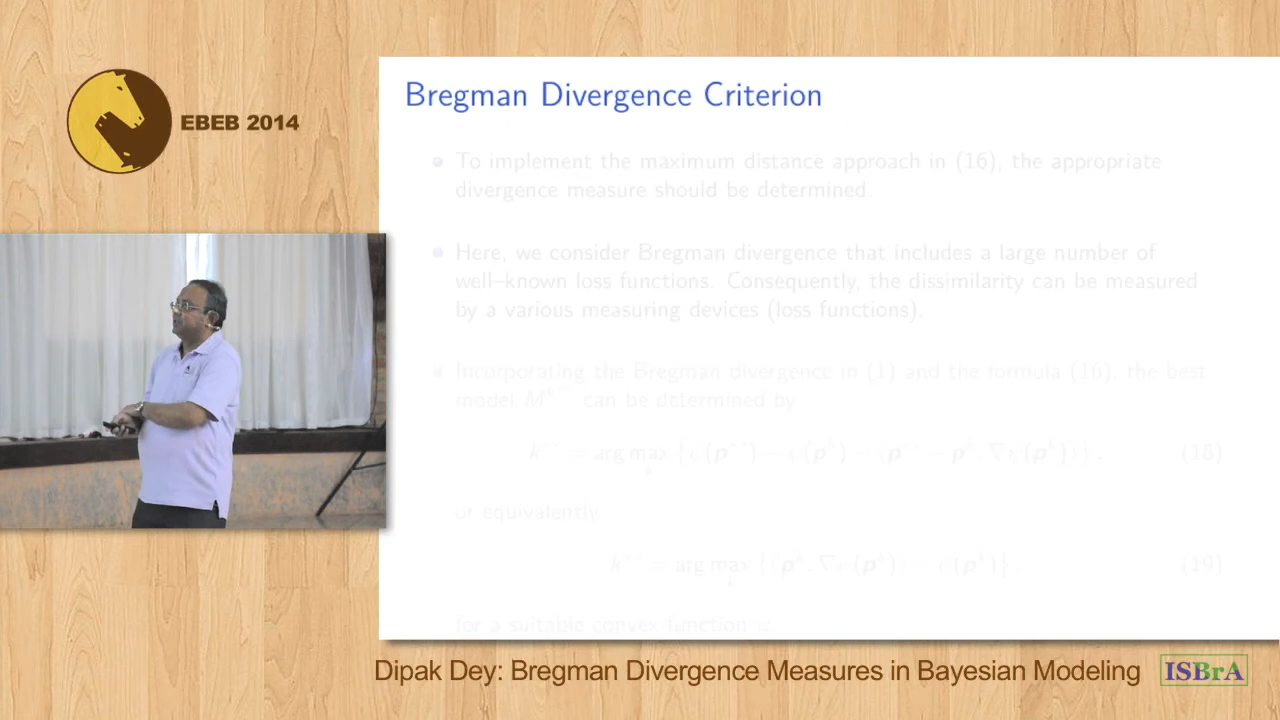 EBEB 2014
Bregman Divergence Criterion
To implement the maximum distance approach in (16), the appropriate
divergence measure should be determined.
Here, we consider Bregman divergence that includes a large number of
well–known loss functions. Consequently, the dissimilarity can be measured
by a various measuring devices (loss functions).
Incorporating the Bregman divergence in (1) and the formula (16), the best
model can be determined by
(18)
or equivalently,
(19)
for a suitable convex function
Dipak Dey: Bregman Divergence Measures in Bayesian Modeling
ISBrA